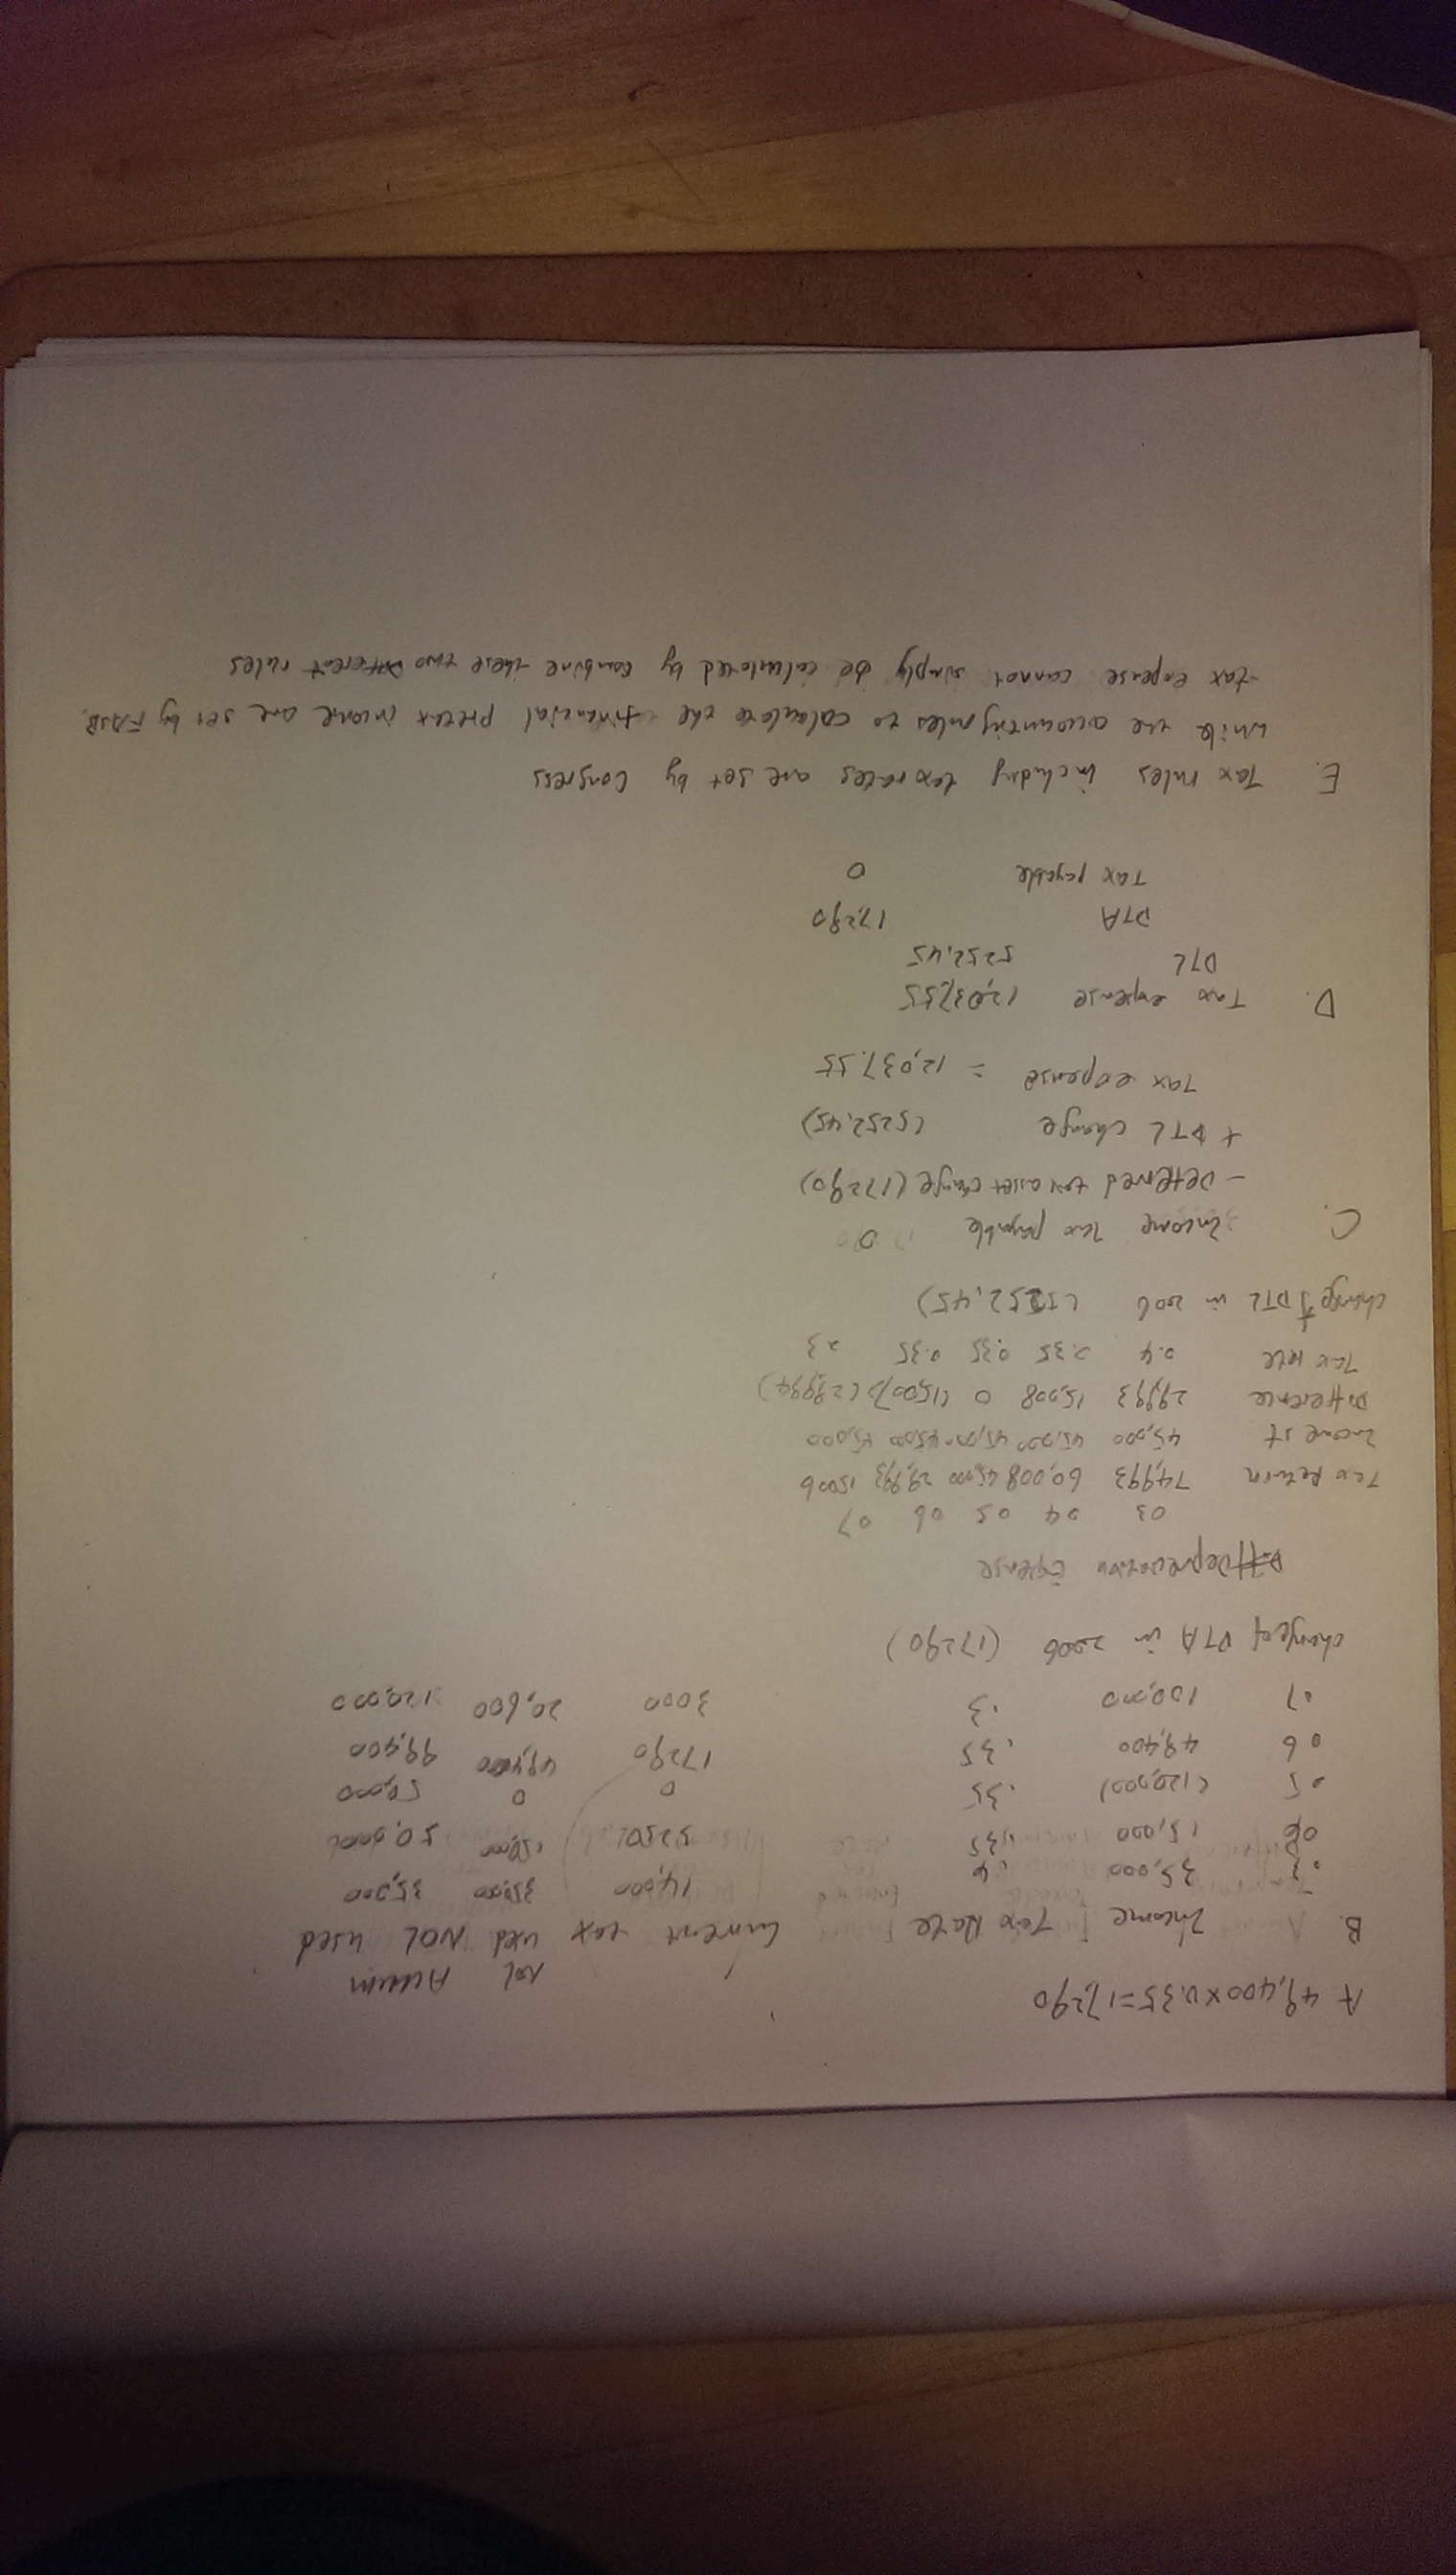 A 49,400×0.35=17,290
Nol Accum
B. Income Tax Rate Current tax used NOL used
.3 35,000 .4 14,000 35,000 35,000
04 15,000 .35 5250 15,000 50,000
.5 (120,000) .35 0 0 50,000
06 49,400 .35 17290 49,400 99,400
.7 100,000 .3 3000 20,600 120,000
change of DTA in 2006 (17290)
Depreciation Expense
03 04 05 06 07
Tax Return 74,993 60,008 45,000 29,993 15006
Income st 45,000 45,000 45,000 45,000 45,000
Difference 29,993 15,008 0 (15,007) (29,994)
Tax rate 0.4 0.35 0.35 0.35 0.3
change of DTL in 2006 (5252.45)
C. Income Tax payable 0
- Deferred tax asset change (17290)
+ DTL change (5252.45)
Tax expense = 12,037.55
D. Tax expense 12,037.55
DTL 5252.45
DTA 17,290
Tax payable 0
E. Tax rules including tax rates are set by Congress
while the accounting rules to calculate the financial pretax income are set by FASB.
tax expense cannot simply be calculated by combine these two Different rules